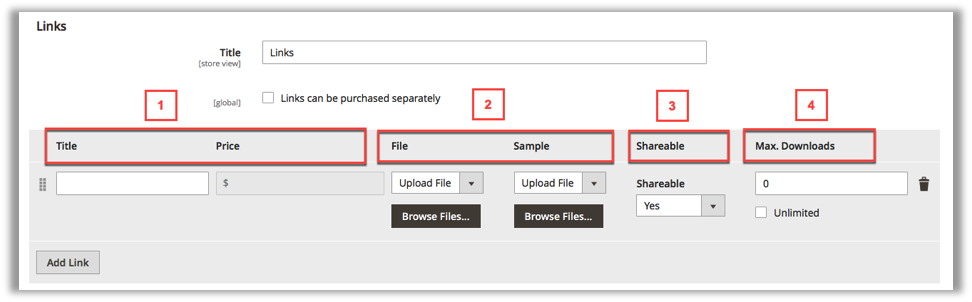 Links
Title
Links
[store view]
[global]
Links can be purchased separately
1
2
3
4
Title Price File Sample Shareable Max. Downloads
$
Upload File
Upload File
Shareable
0
Yes
Browse Files...
Browse Files...
Unlimited
Add Link